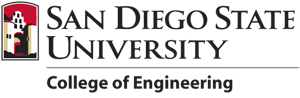 SAN DIEGO STATE
UNIVERSITY
College of Engineering